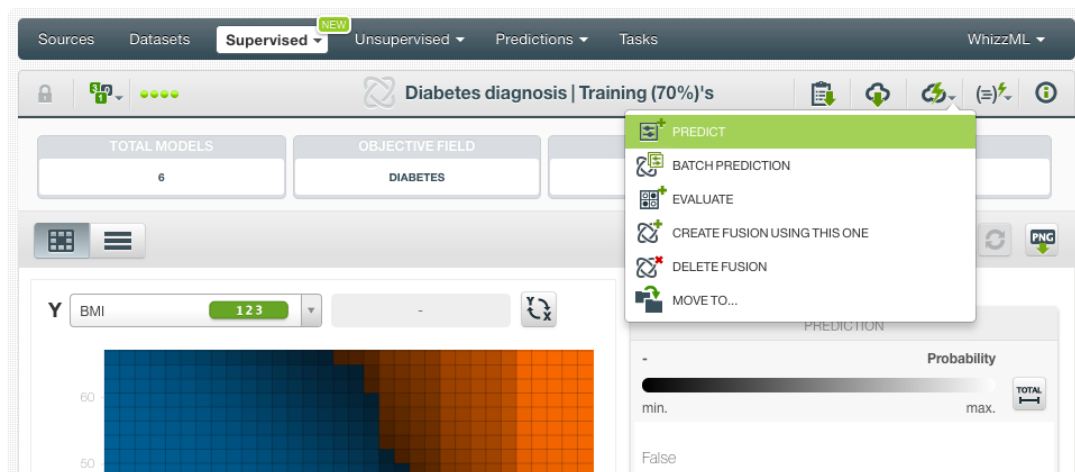 NEW
Sources Datasets Supervised Unsupervised Predictions Tasks WhizzML
Diabetes diagnosis | Training (70%)'s
TOTAL MODELS OBJECTIVE FIELD
6 DIABETES
PREDICT
BATCH PREDICTION
EVALUATE
CREATE FUSION USING THIS ONE
DELETE FUSION
MOVE TO...
PNG
Y BMI 123 - Y X
PREDICTION
- Probability
TOTAL
min. max.
60
False
50